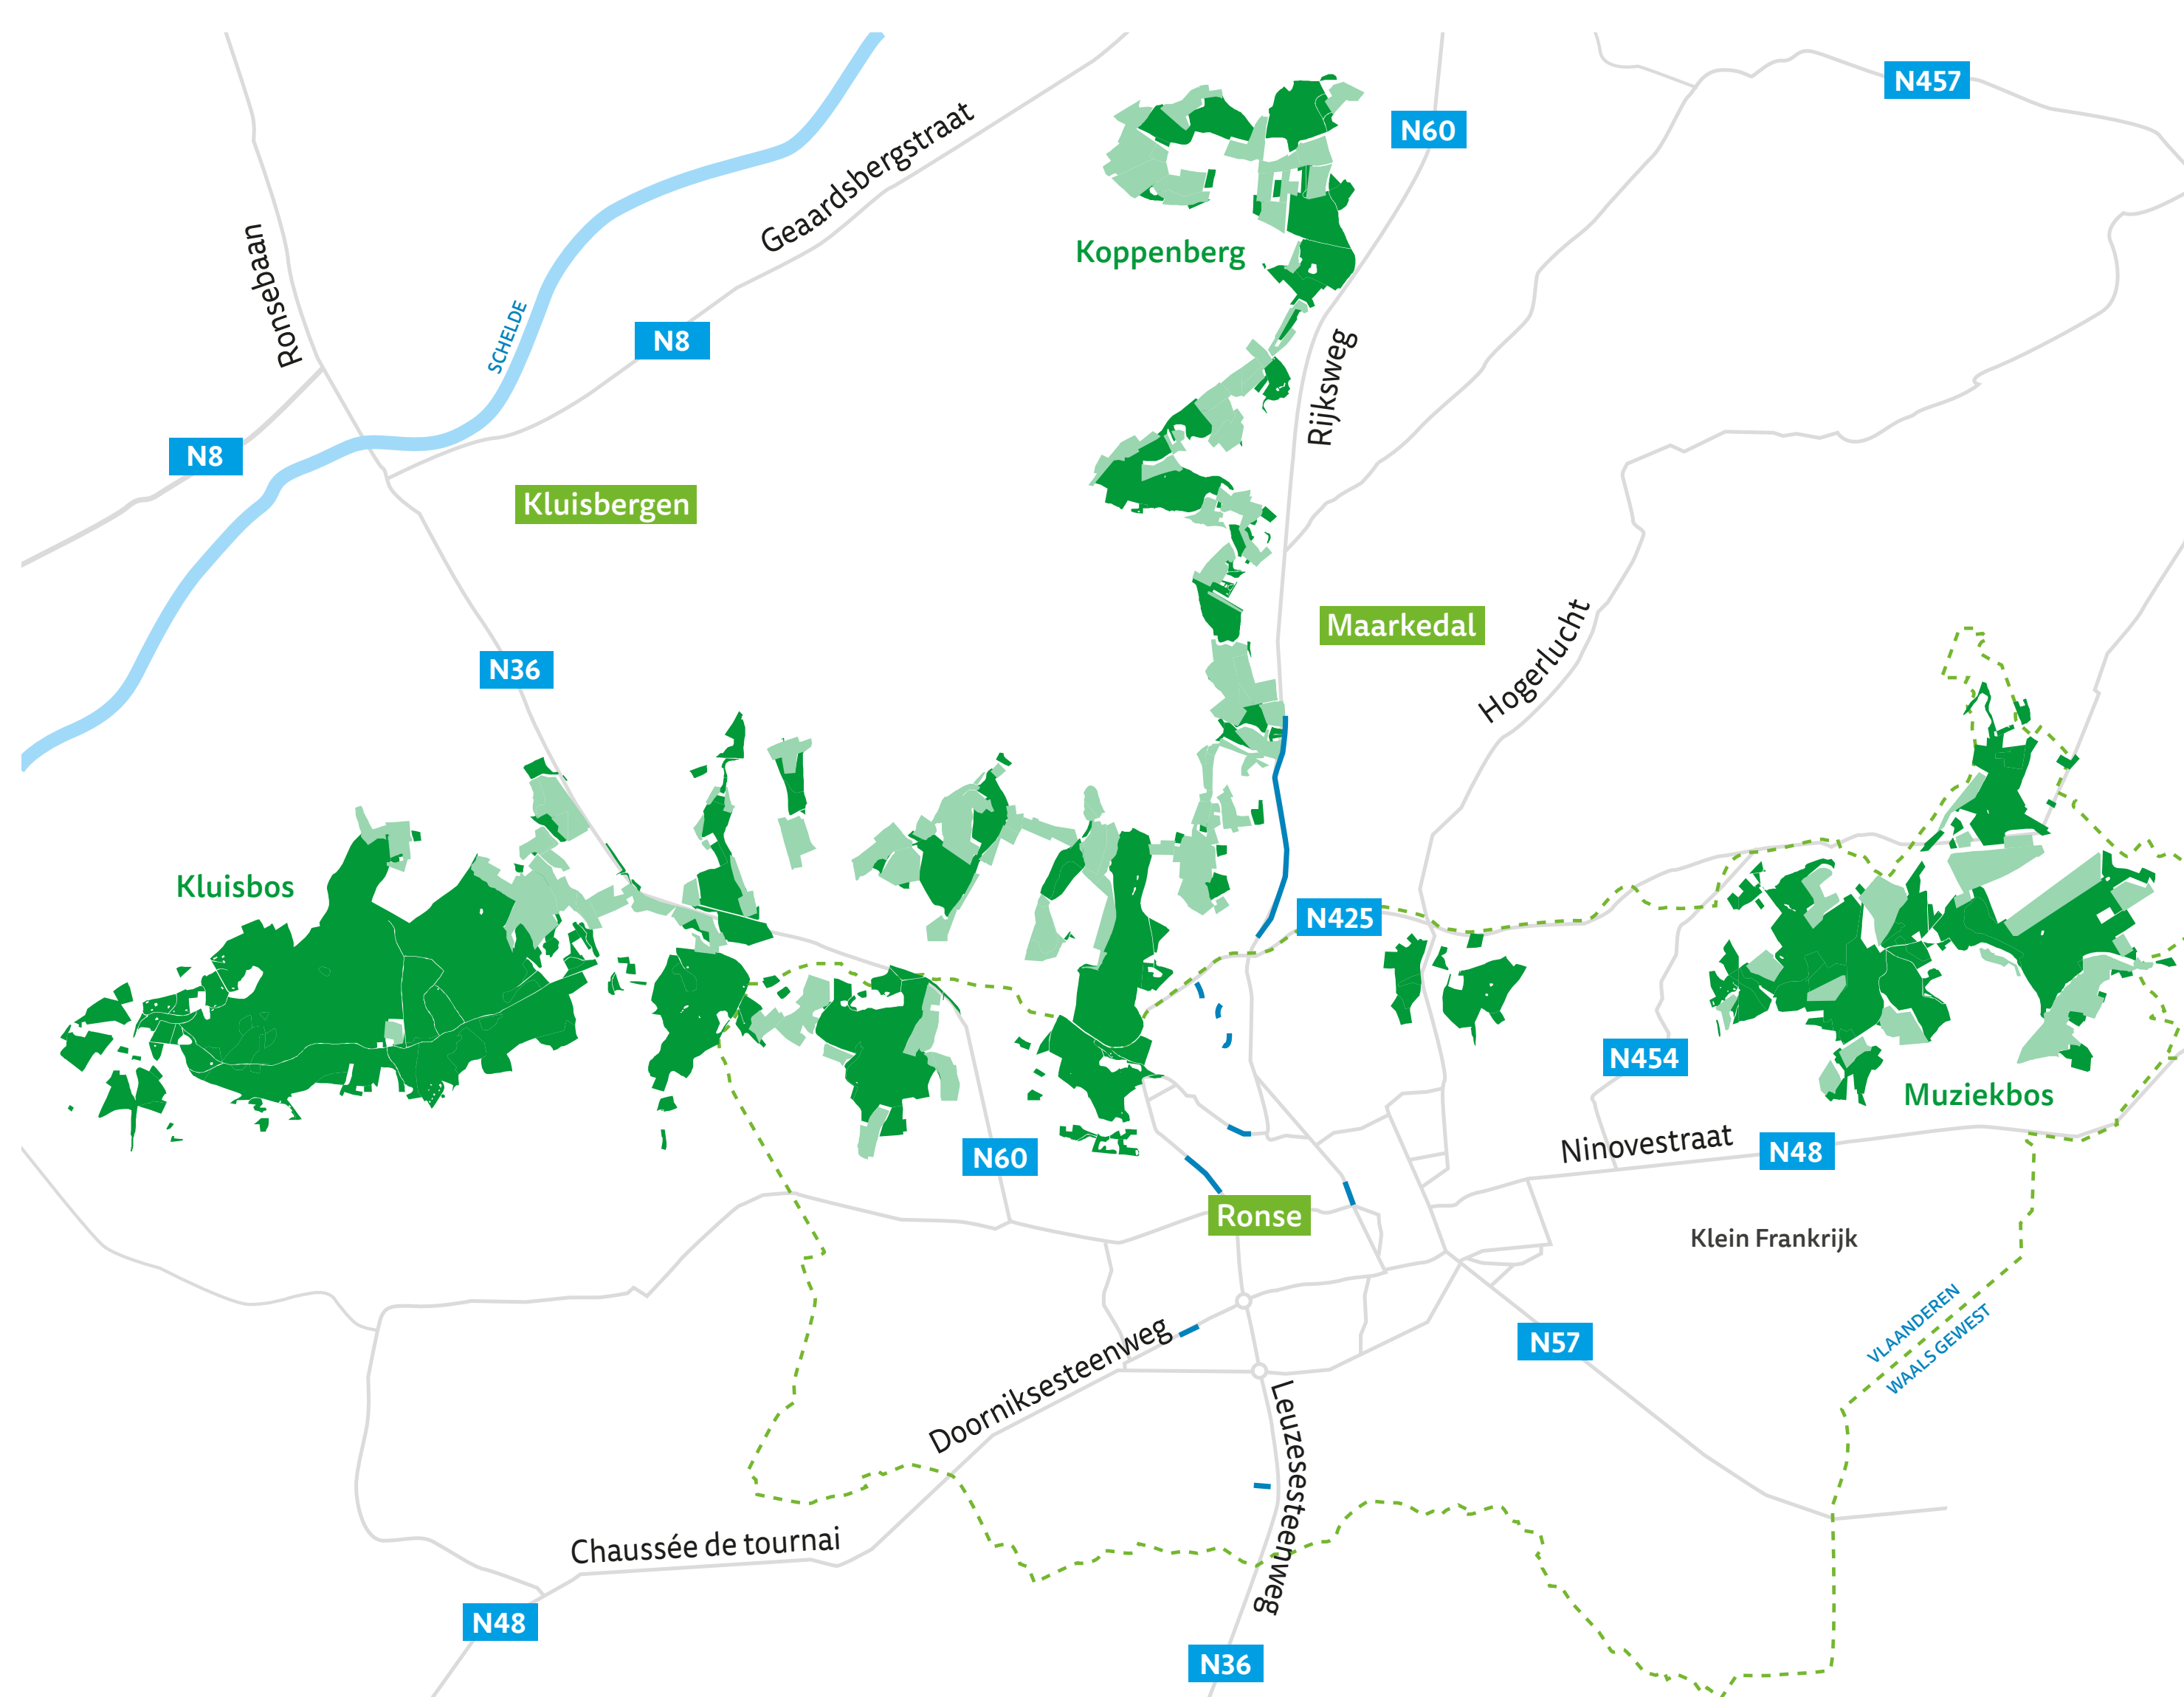 N457
N60
Geaardsbergstraat
Ronsebaan
Koppenberg
SCHELDE
N8
Rijksweg
N8
Kluisbergen
Maarkedal
Hogerlucht
N36
Kluisbos
N425
N454
Muziekbos
Ninovestraat
N48
N60
Ronse
Klein Frankrijk
VLAANDEREN
WAALS GEWEST
N57
Doorniksesteenweg
Leuzesesteenweg
Chaussée de tournai
N48
N36